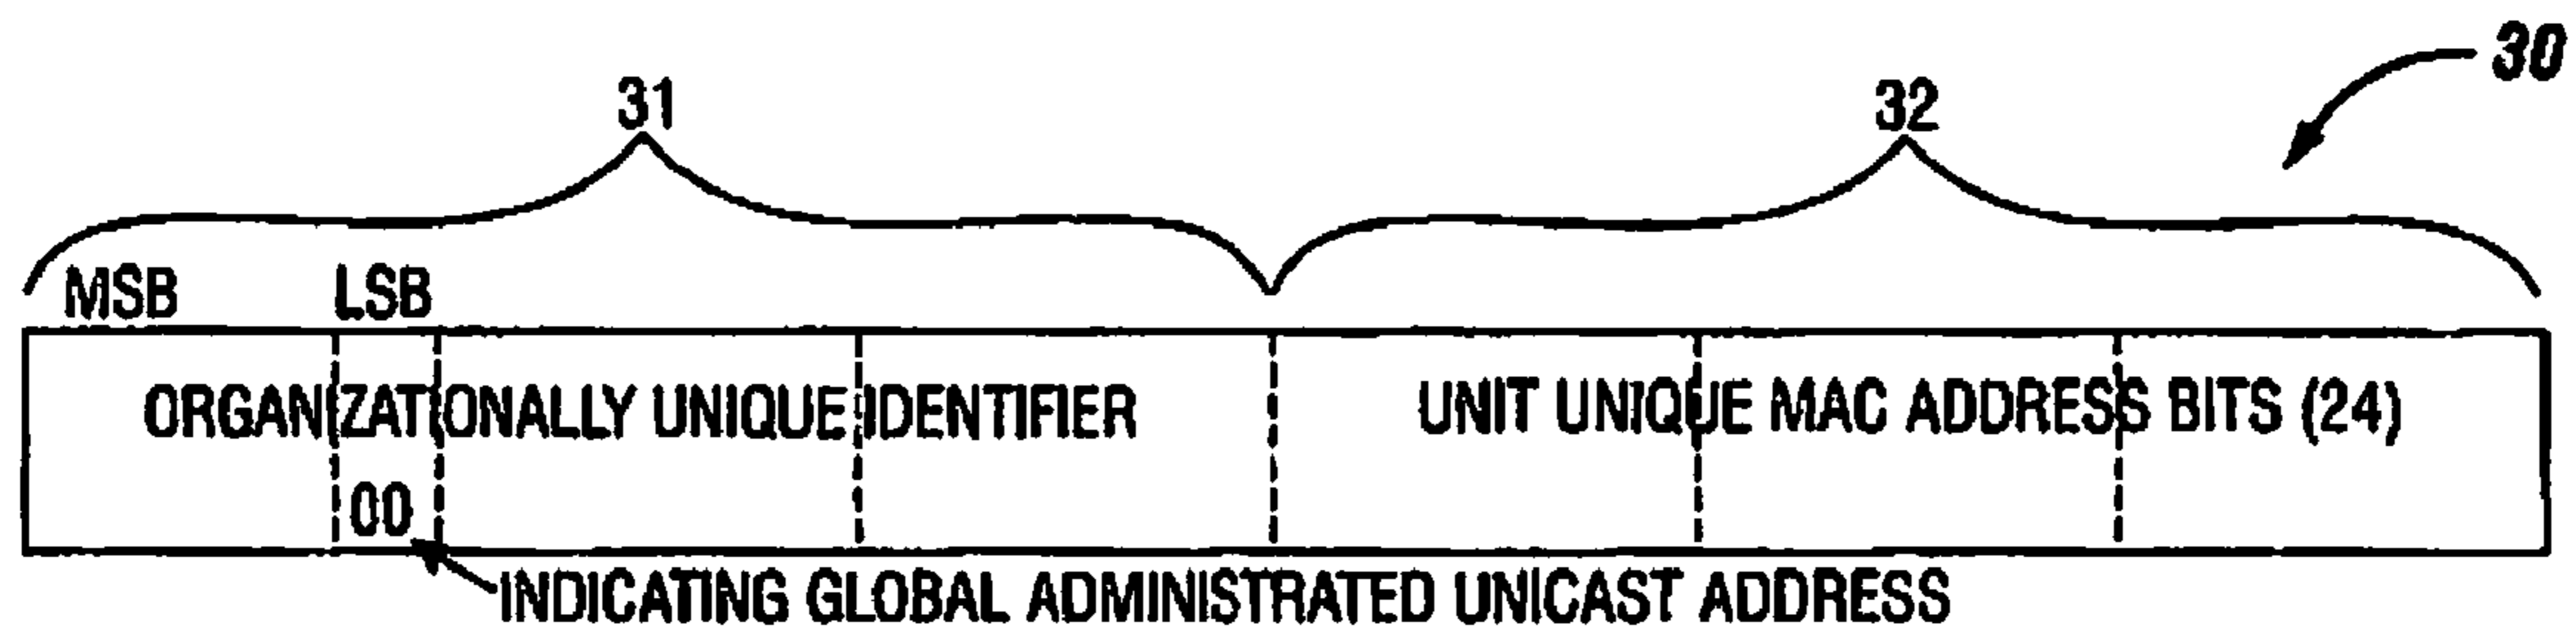 30
31 32
MSB LSB
ORGANIZATIONALLY UNIQUE IDENTIFIER UNIT UNIQUE MAC ADDRESS BITS (24)
00
INDICATING GLOBAL ADMINISTRATED UNICAST ADDRESS